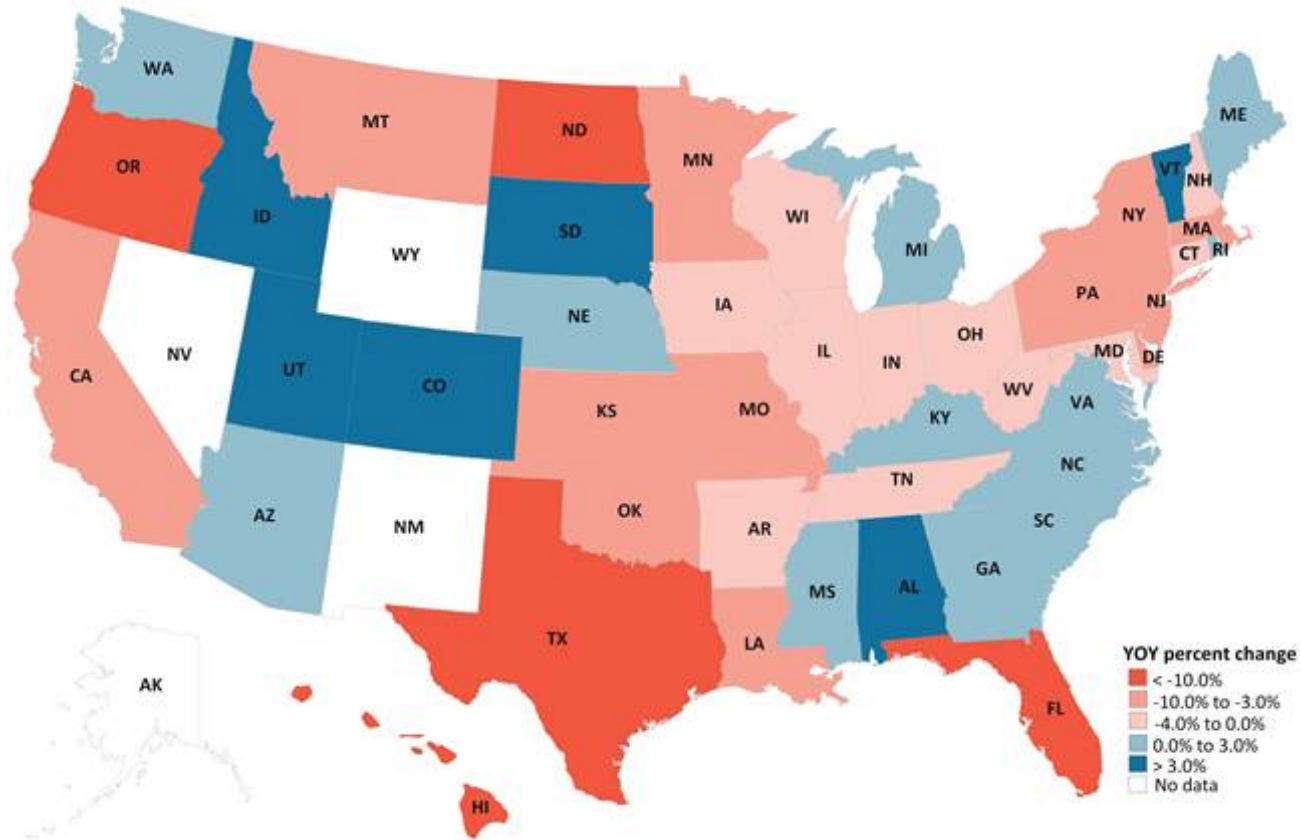 WA
MT
ND
MN
ME
OR
ID
SD
WI
VT
NH
NY
MA
WY
MI
CT
RI
NE
IA
PA
NJ
NV
CA
UT
CO
IL
IN
OH
MD
DE
WV
VA
KS
MO
KY
NC
AZ
NM
OK
TN
AR
SC
GA
MS
AL
TX
LA
AK
FL
HI
YOY percent change
< -10.0%
-10.0% to -3.0%
-4.0% to 0.0%
0.0% to 3.0%
> 3.0%
No data